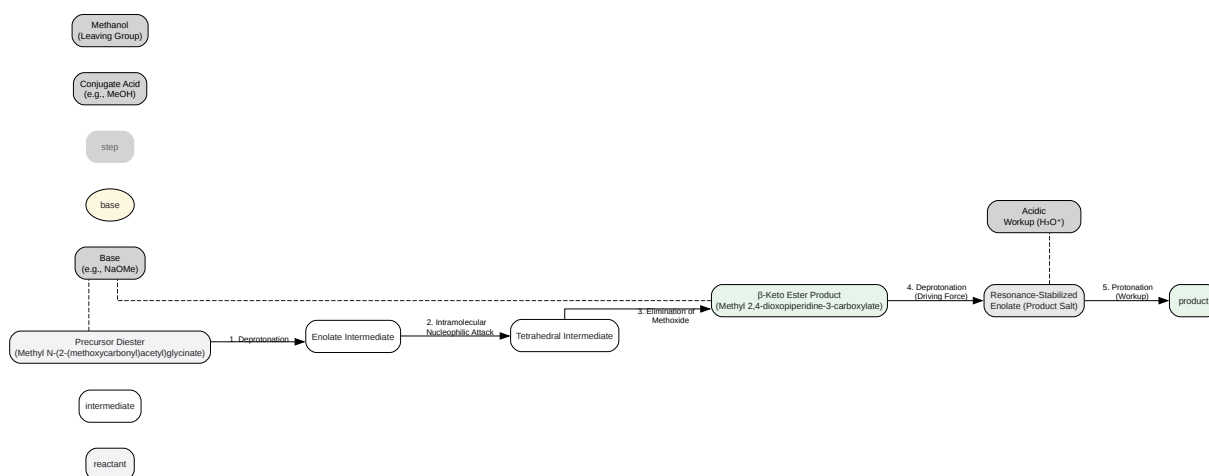 Methanol
(Leaving Group)
Conjugate Acid
(e.g., MeOH)
step
base
Base
(e.g., NaOMe)
Acidic
Workup (H₃O⁺)
Precursor Diester
(Methyl N-(2-(methoxycarbonyl)acetyl)glycinate)
1. Deprotonation
Enolate Intermediate
2. Intramolecular
Nucleophilic Attack
Tetrahedral Intermediate
3. Elimination of
Methoxide
β-Keto Ester Product
(Methyl 2,4-dioxopiperidine-3-carboxylate)
4. Deprotonation
(Driving Force)
Resonance-Stabilized
Enolate (Product Salt)
5. Protonation
(Workup)
product
intermediate
reactant